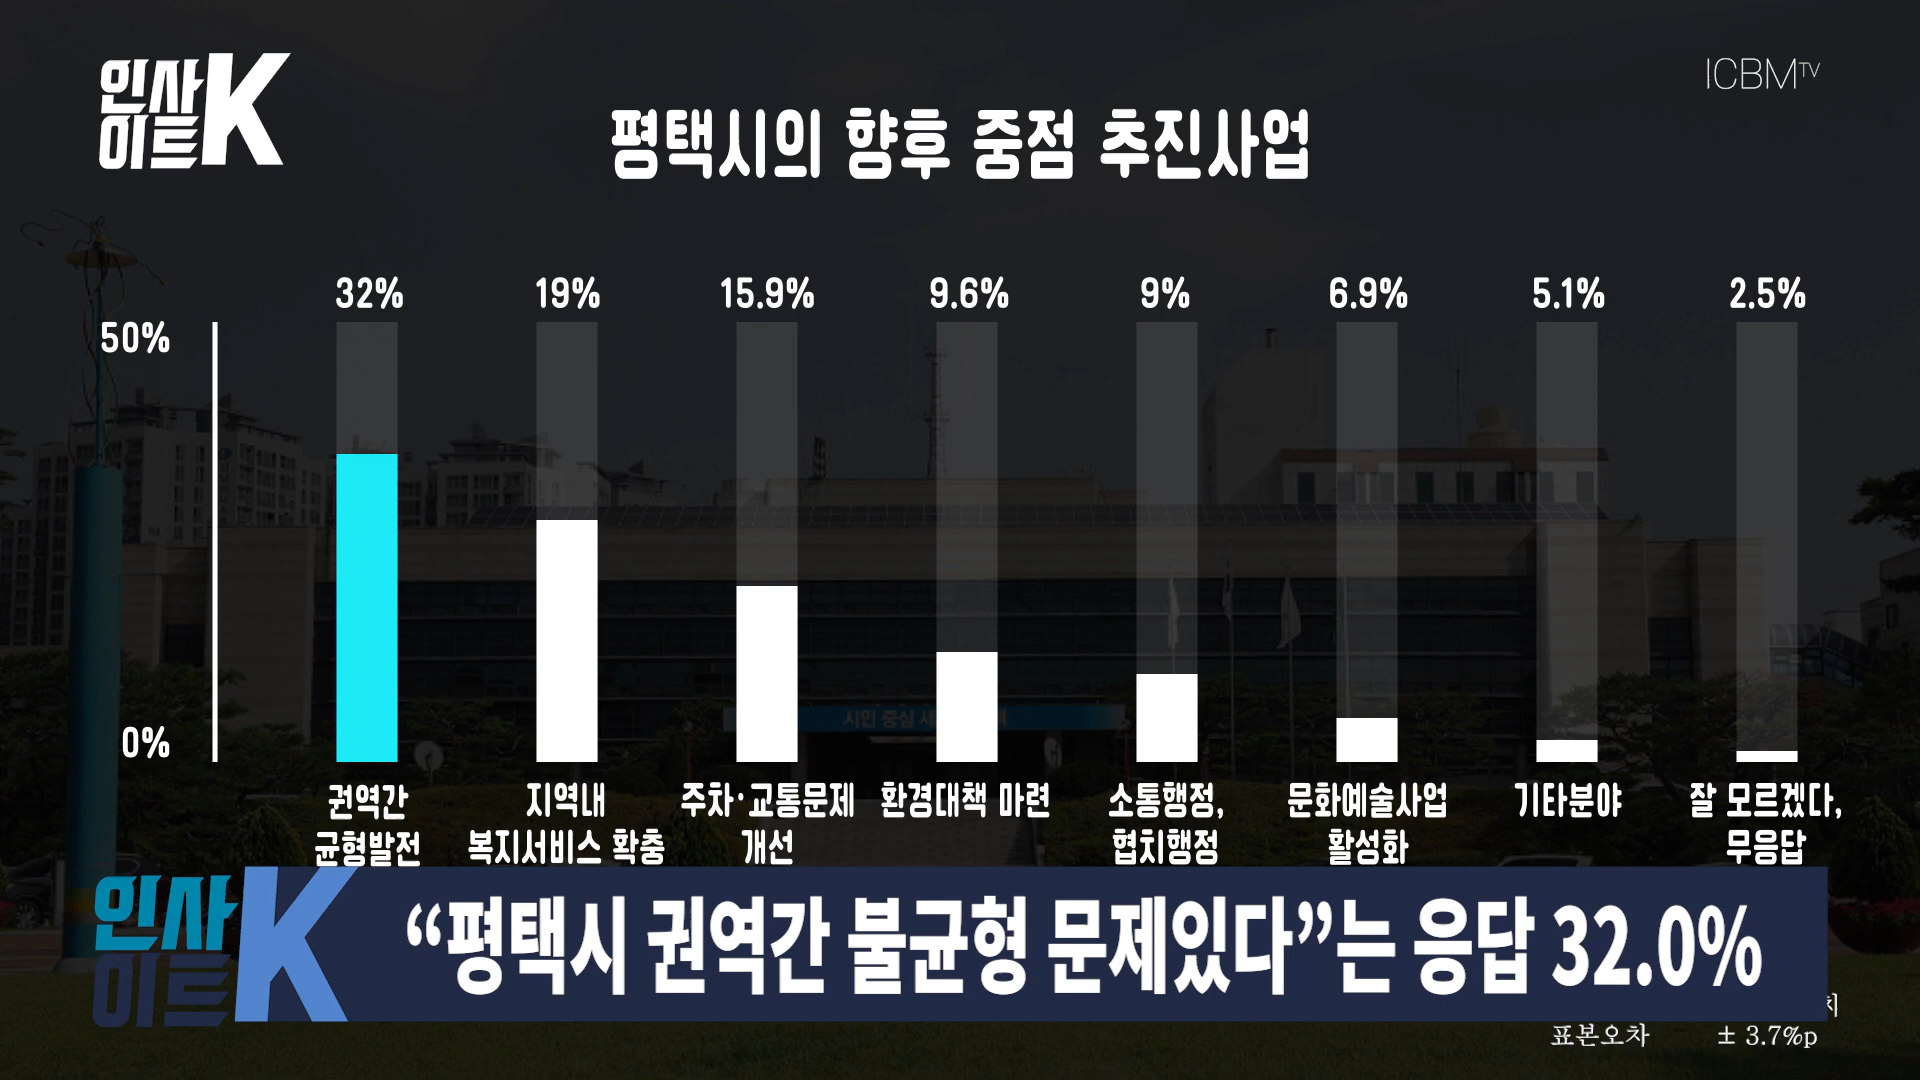 인사
이트K
ICBM TV
평택시의 향후 중점 추진사업
32% 19% 15.9% 9.6% 9% 6.9% 5.1% 2.5%
50%
0%
권역간
균형발전
지역내
복지서비스 확충
주차·교통문제
개선
환경대책 마련
소통행정,
협치행정
문화예술사업
활성화
기타분야
잘 모르겠다,
무응답
시민 중심
인사
이트K
“평택시 권역간 불균형 문제있다”는 응답 32.0%
표본오차 ± 3.7%p